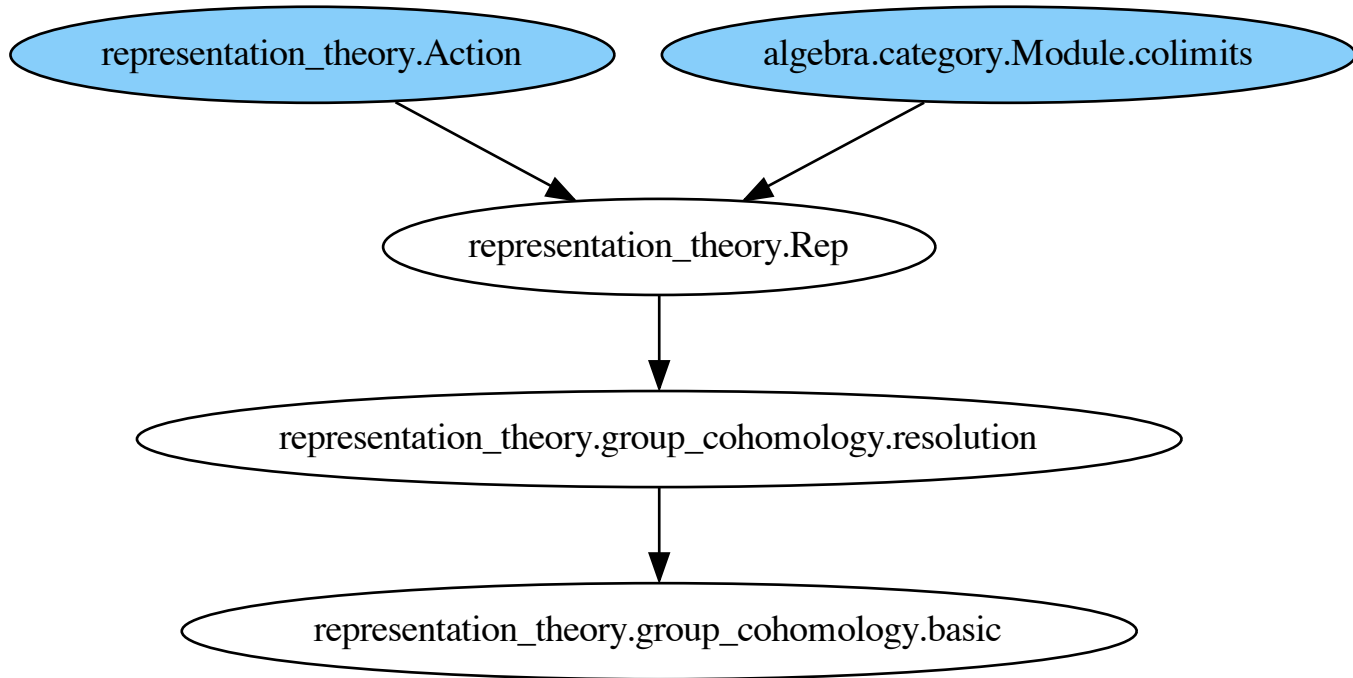 representation_theory.Action
algebra.category.Module.colimits
representation_theory.Rep
representation_theory.group_cohomology.resolution
representation_theory.group_cohomology.basic